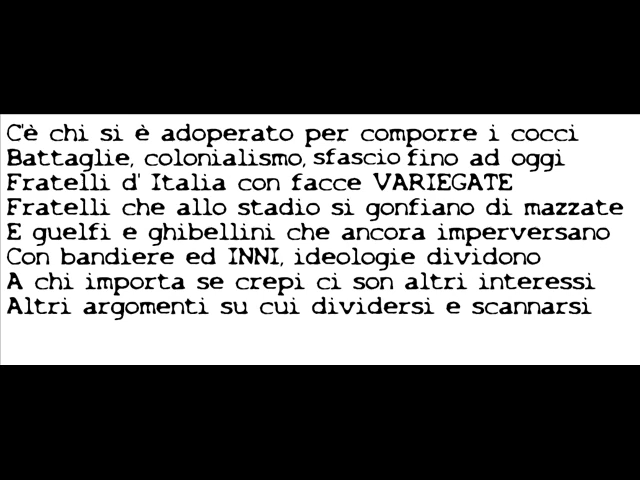 C'è chi si è adoperato per comporre i cocci
Battaglie, colonialismo, sfascio fino ad oggi
Fratelli d' Italia con facce VARIEGATE
Fratelli che allo stadio si gonfiano di mazzate
E guelfi e ghibellini che ancora imperversano
Con bandiere ed INNI, ideologie dividono
A chi importa se crepi ci son altri interessi
Altri argomenti su cui dividersi e scannarsi